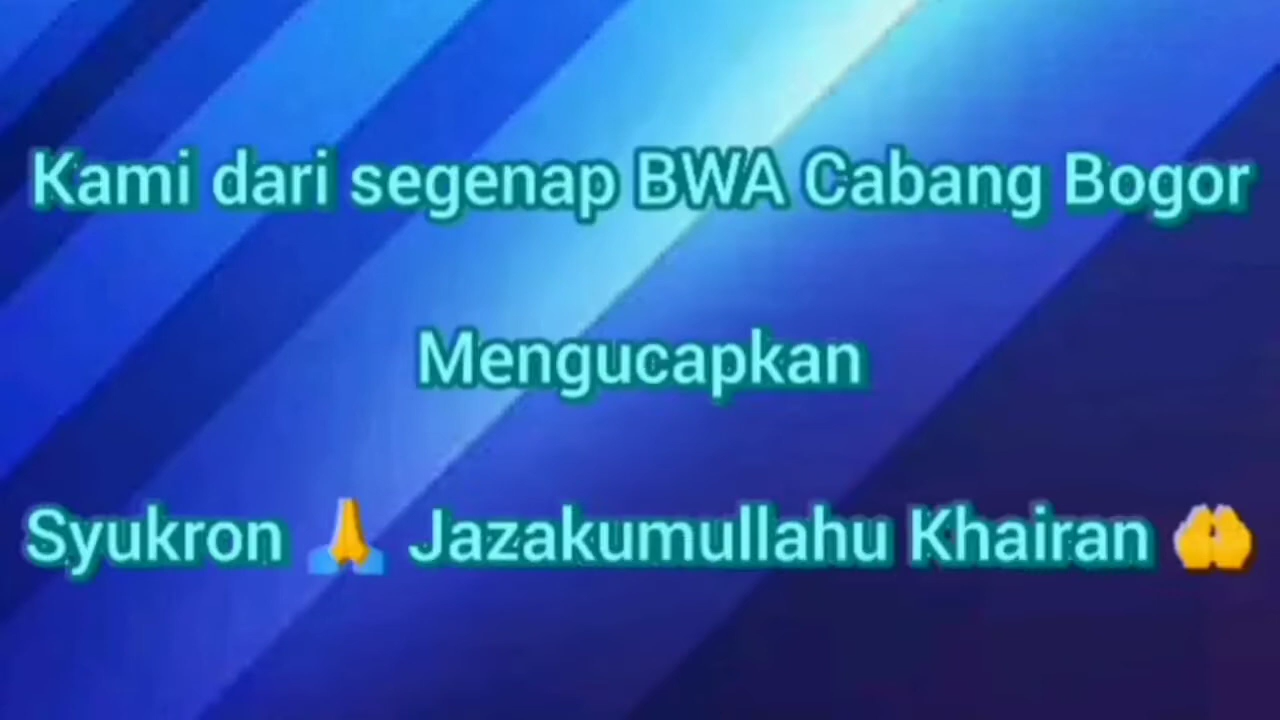 Kami dari segenap BWA Cabang Bogor
Mengucapkan
Syukron 🙏 Jazakumullahu Khairan 🤲